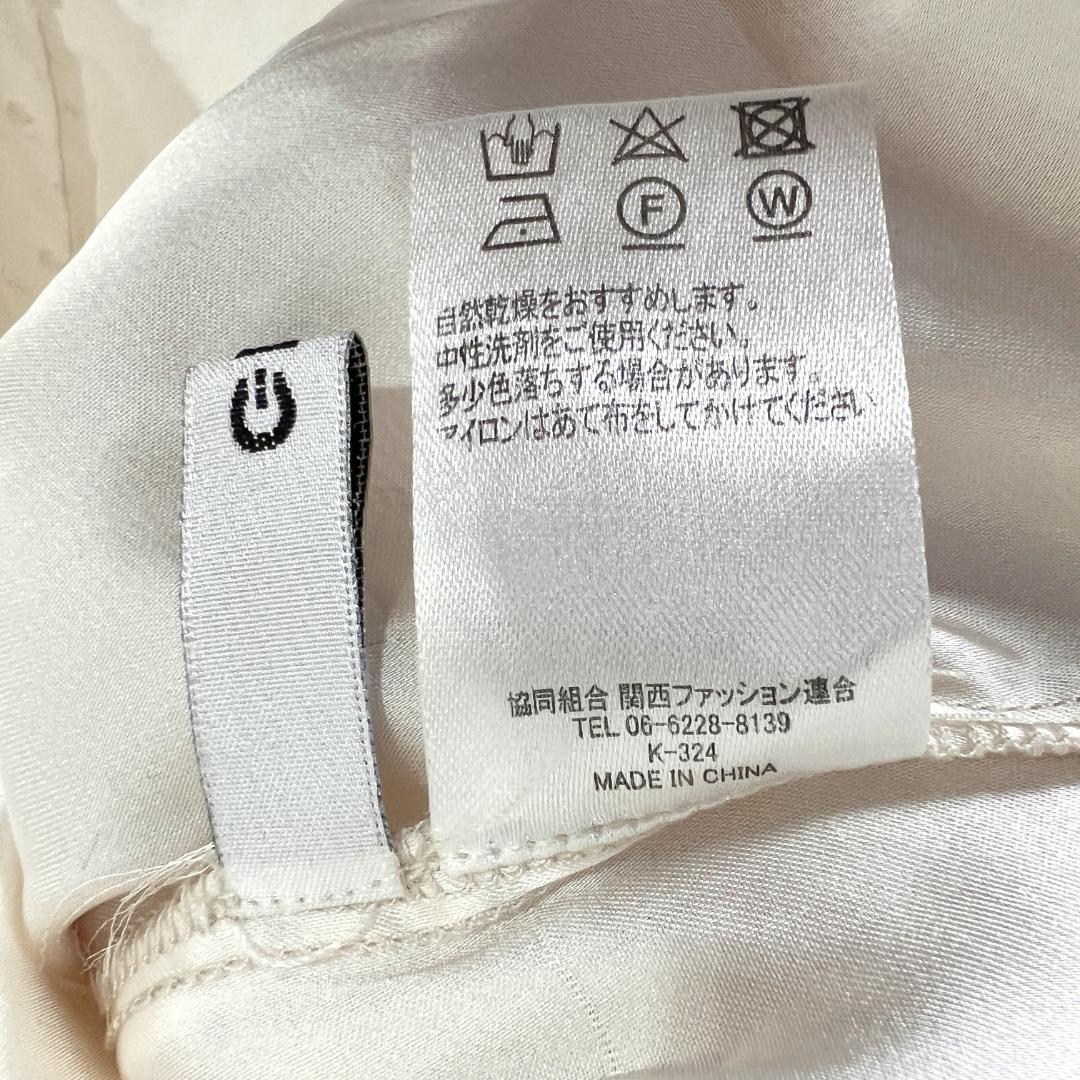 F W
自然乾燥をおすすめします。
中性洗剤をご使用ください。
多少色落ちする場合があります。
アイロンはあて布をしてかけてください
協同組合 関西ファッション連合
TEL 06-6228-8139
K-324
MADE IN CHINA